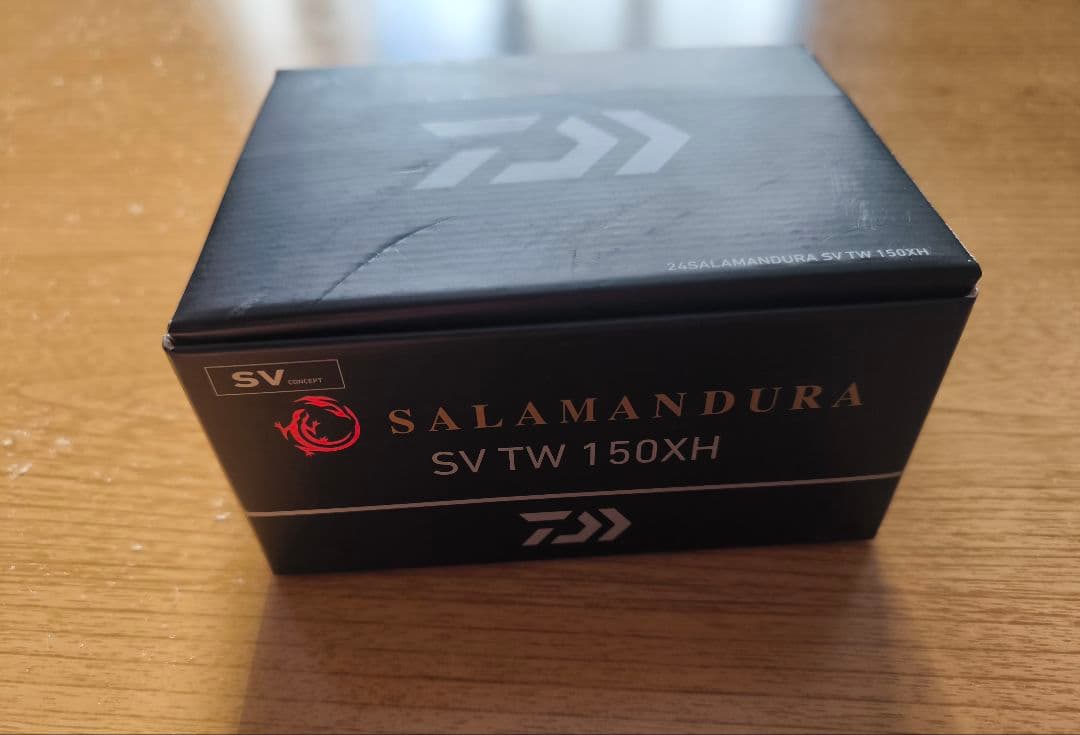 24SALAMANDURA SV TW 150XH
SV CONCEPT
SALAMANDURA
SV TW 150XH